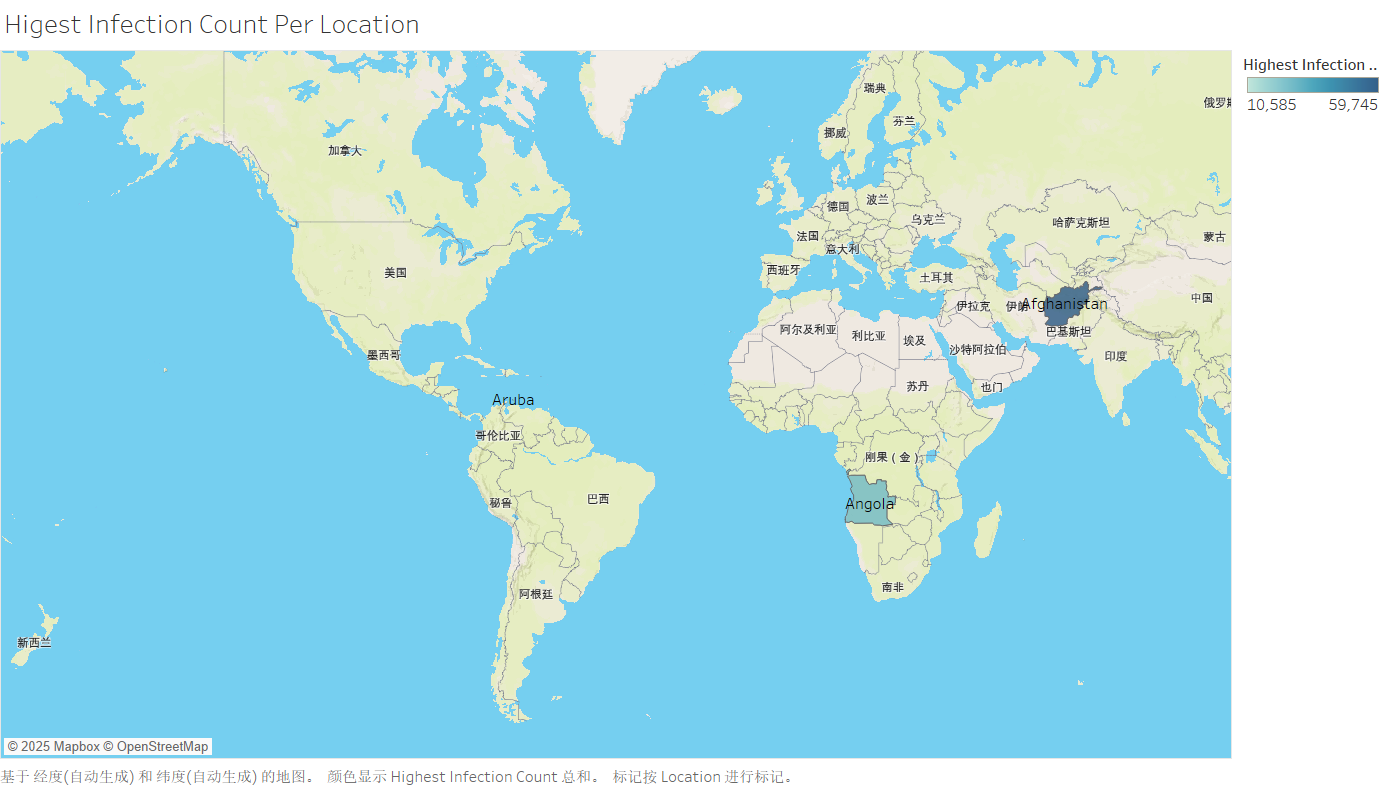 Higest Infection Count Per Location
Highest Infection ..
10,585 59,745
瑞典
俄罗
挪威
芬兰
加拿大
德国
波兰
乌克兰
哈萨克斯坦
法国
蒙古
意大利
西班牙
美国
土耳其
中国
伊拉克
Afghanistan
阿尔及利亚
利比亚
埃及
巴基斯坦
沙特阿拉伯
墨西哥
印度
苏丹
也门
Aruba
哥伦比亚
刚果（金）
巴西
秘鲁
Angola
南非
阿根廷
新西兰
© 2025 Mapbox © OpenStreetMap
基于 经度(自动生成) 和 纬度(自动生成) 的地图。 颜色显示 Highest Infection Count 总和。 标记按 Location 进行标记。